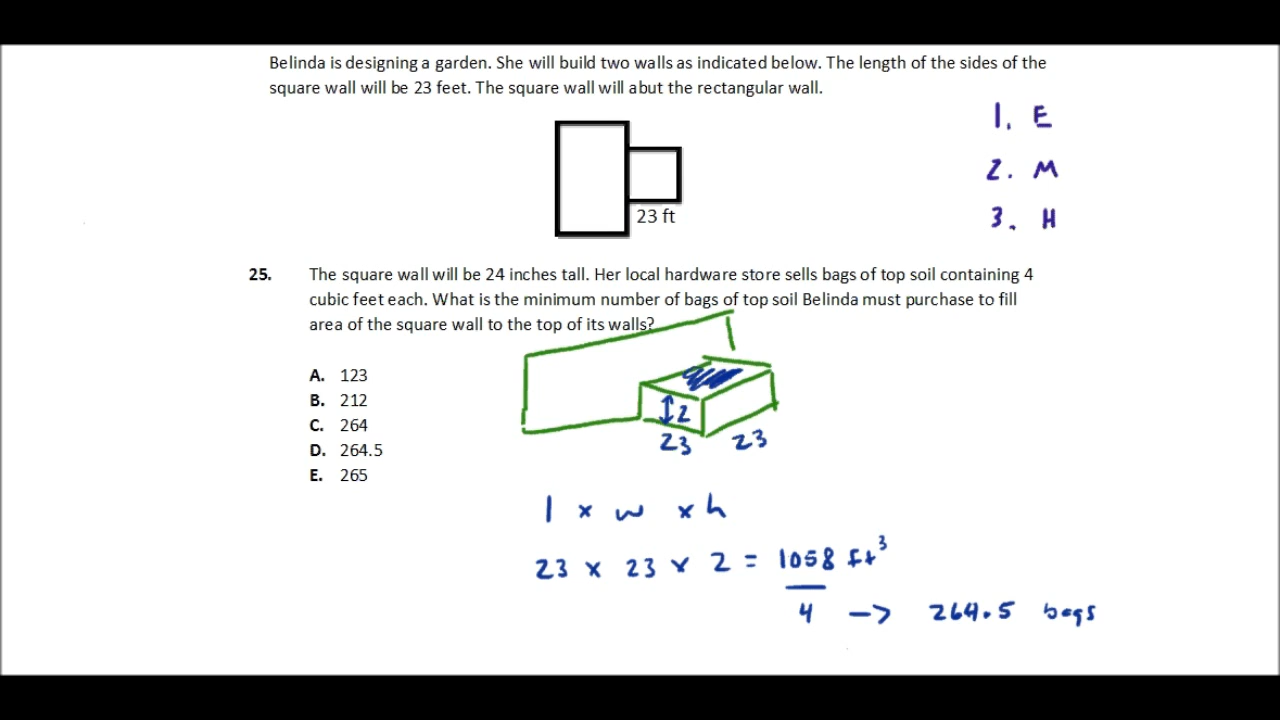 Belinda is designing a garden. She will build two walls as indicated below. The length of the sides of the
square wall will be 23 feet. The square wall will abut the rectangular wall.
1. E
2. M
3. H
23 ft
25. The square wall will be 24 inches tall. Her local hardware store sells bags of top soil containing 4
cubic feet each. What is the minimum number of bags of top soil Belinda must purchase to fill
area of the square wall to the top of its walls?
A. 123
B. 212
C. 264
D. 264.5
E. 265
2
23 23
l x w x h
23 x 23 x 2 = 1058 ft³
4 -> 264.5 bags